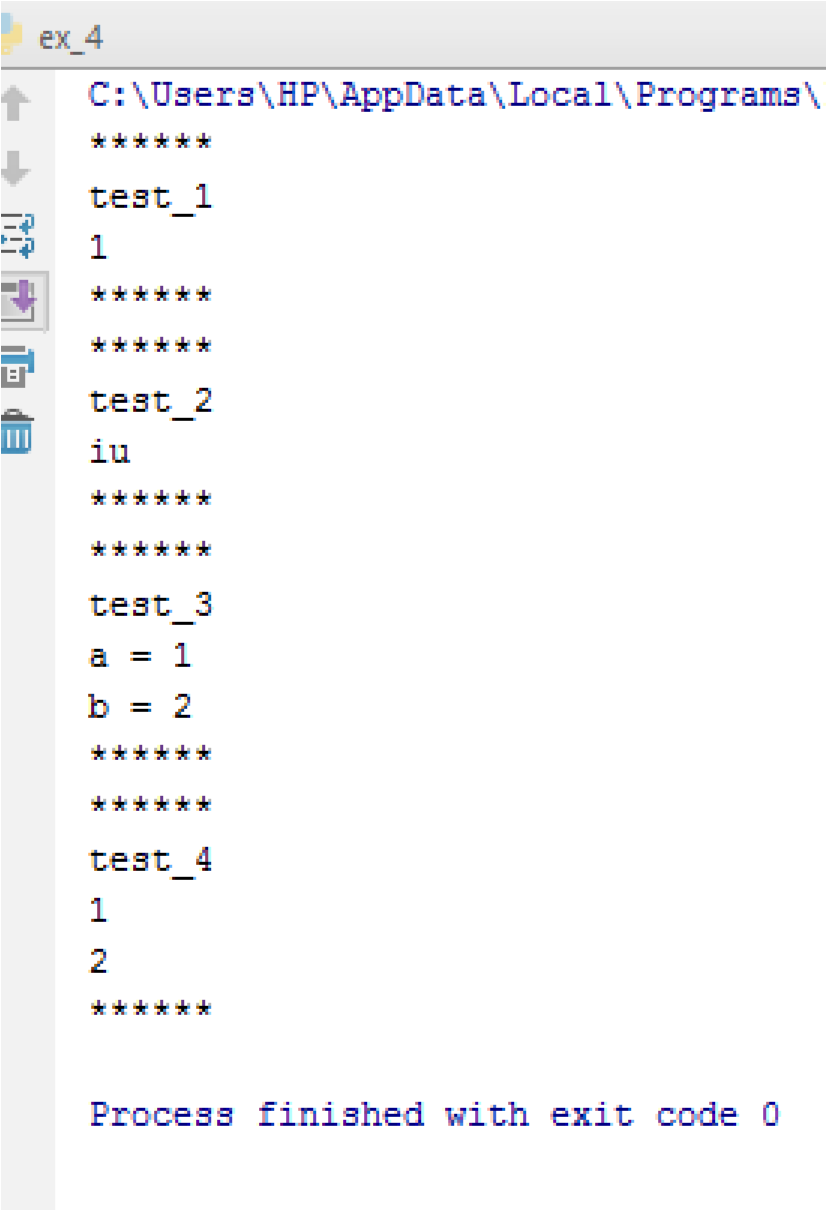 ex_4
C:\Users\HP\AppData\Local\Programs\
******
test_1
1
******
******
test_2
iu
******
******
test_3
a = 1
b = 2
******
******
test_4
1
2
******
Process finished with exit code 0